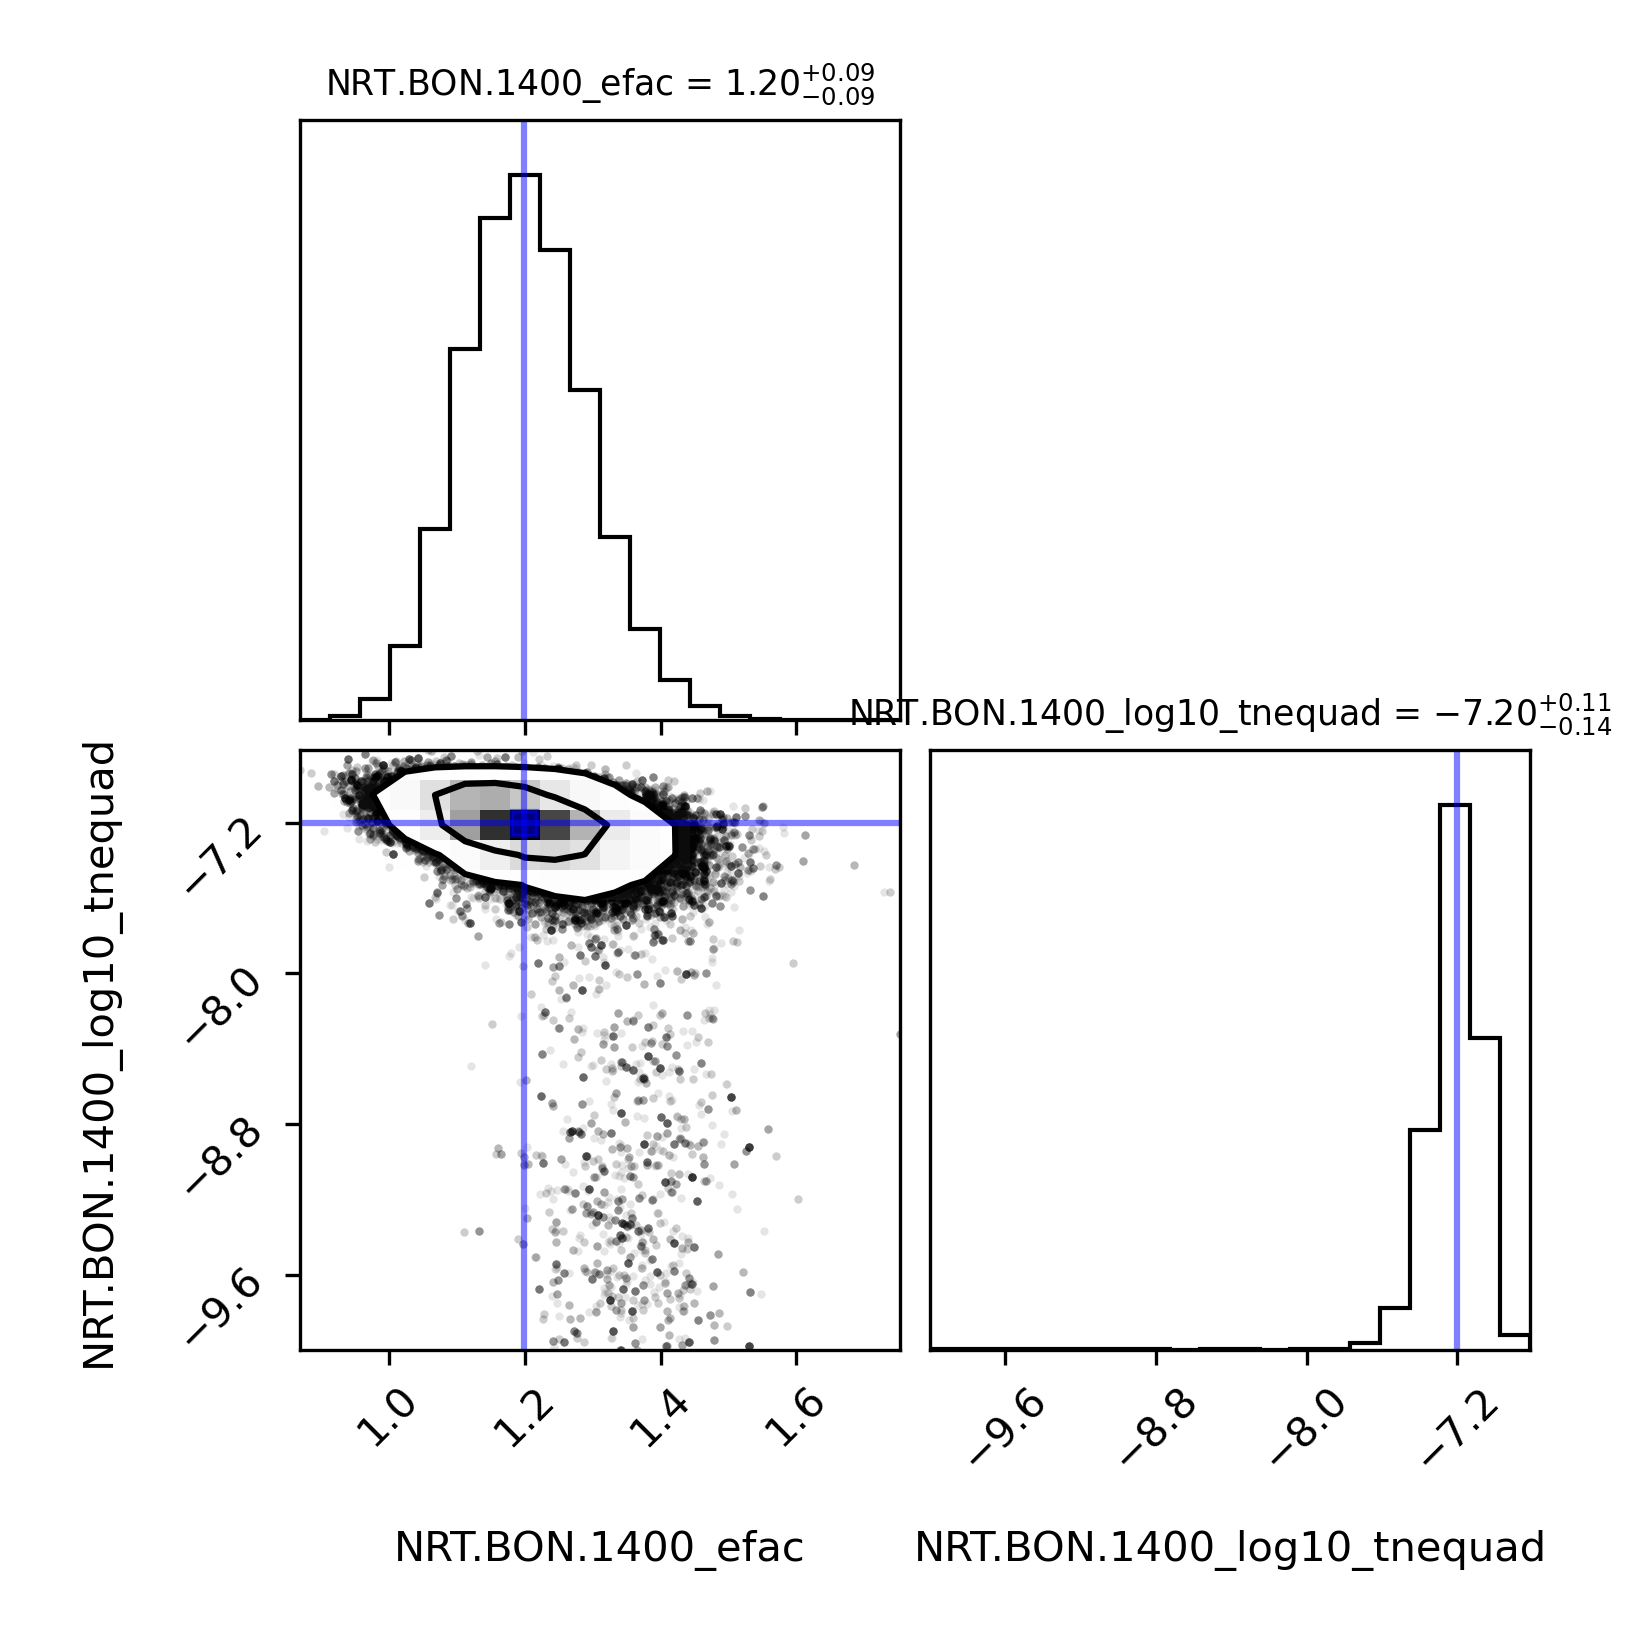 NRT.BON.1400_efac = 1.20+0.09−0.09
NRT.BON.1400_log10_tnequad = −7.20+0.11−0.14
NRT.BON.1400_log10_tnequad
−7.2
−8.0
−8.8
−9.6
1.0 1.2 1.4 1.6
−9.6 −8.8 −8.0 −7.2
NRT.BON.1400_efac
NRT.BON.1400_log10_tnequad